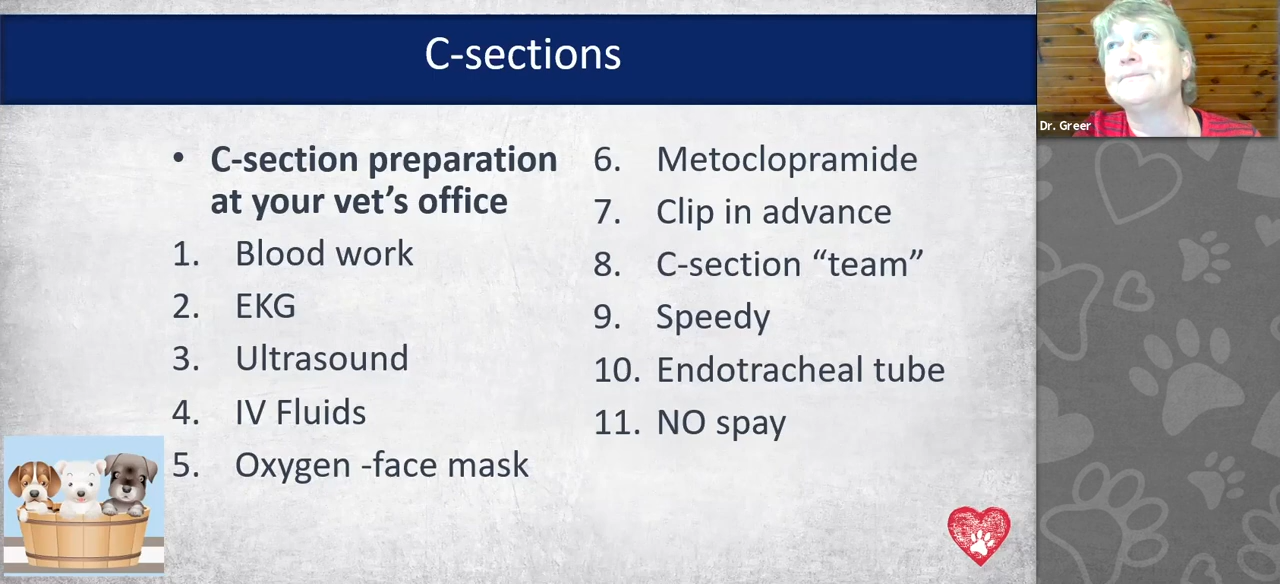 C-sections
• C-section preparation
at your vet’s office
1. Blood work
2. EKG
3. Ultrasound
4. IV Fluids
5. Oxygen -face mask
6. Metoclopramide
7. Clip in advance
8. C-section “team”
9. Speedy
10. Endotracheal tube
11. NO spay
Dr. Greer